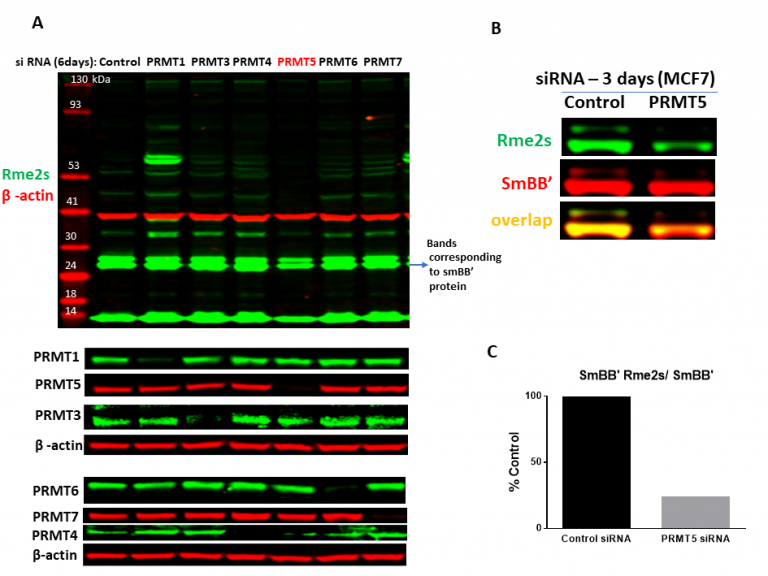 A
si RNA (6days): Control PRMT1 PRMT3 PRMT4 PRMT5 PRMT6 PRMT7
130 kDa
93
53
41
30
24
18
14
Rme2s
β -actin
Bands
corresponding
to smBB’
protein
PRMT1
PRMT5
PRMT3
β -actin
PRMT6
PRMT7
PRMT4
β-actin
B
siRNA – 3 days (MCF7)
Control PRMT5
Rme2s
SmBB’
overlap
C
SmBB' Rme2s/ SmBB'
% Control
100
50
0
Control siRNA PRMT5 siRNA